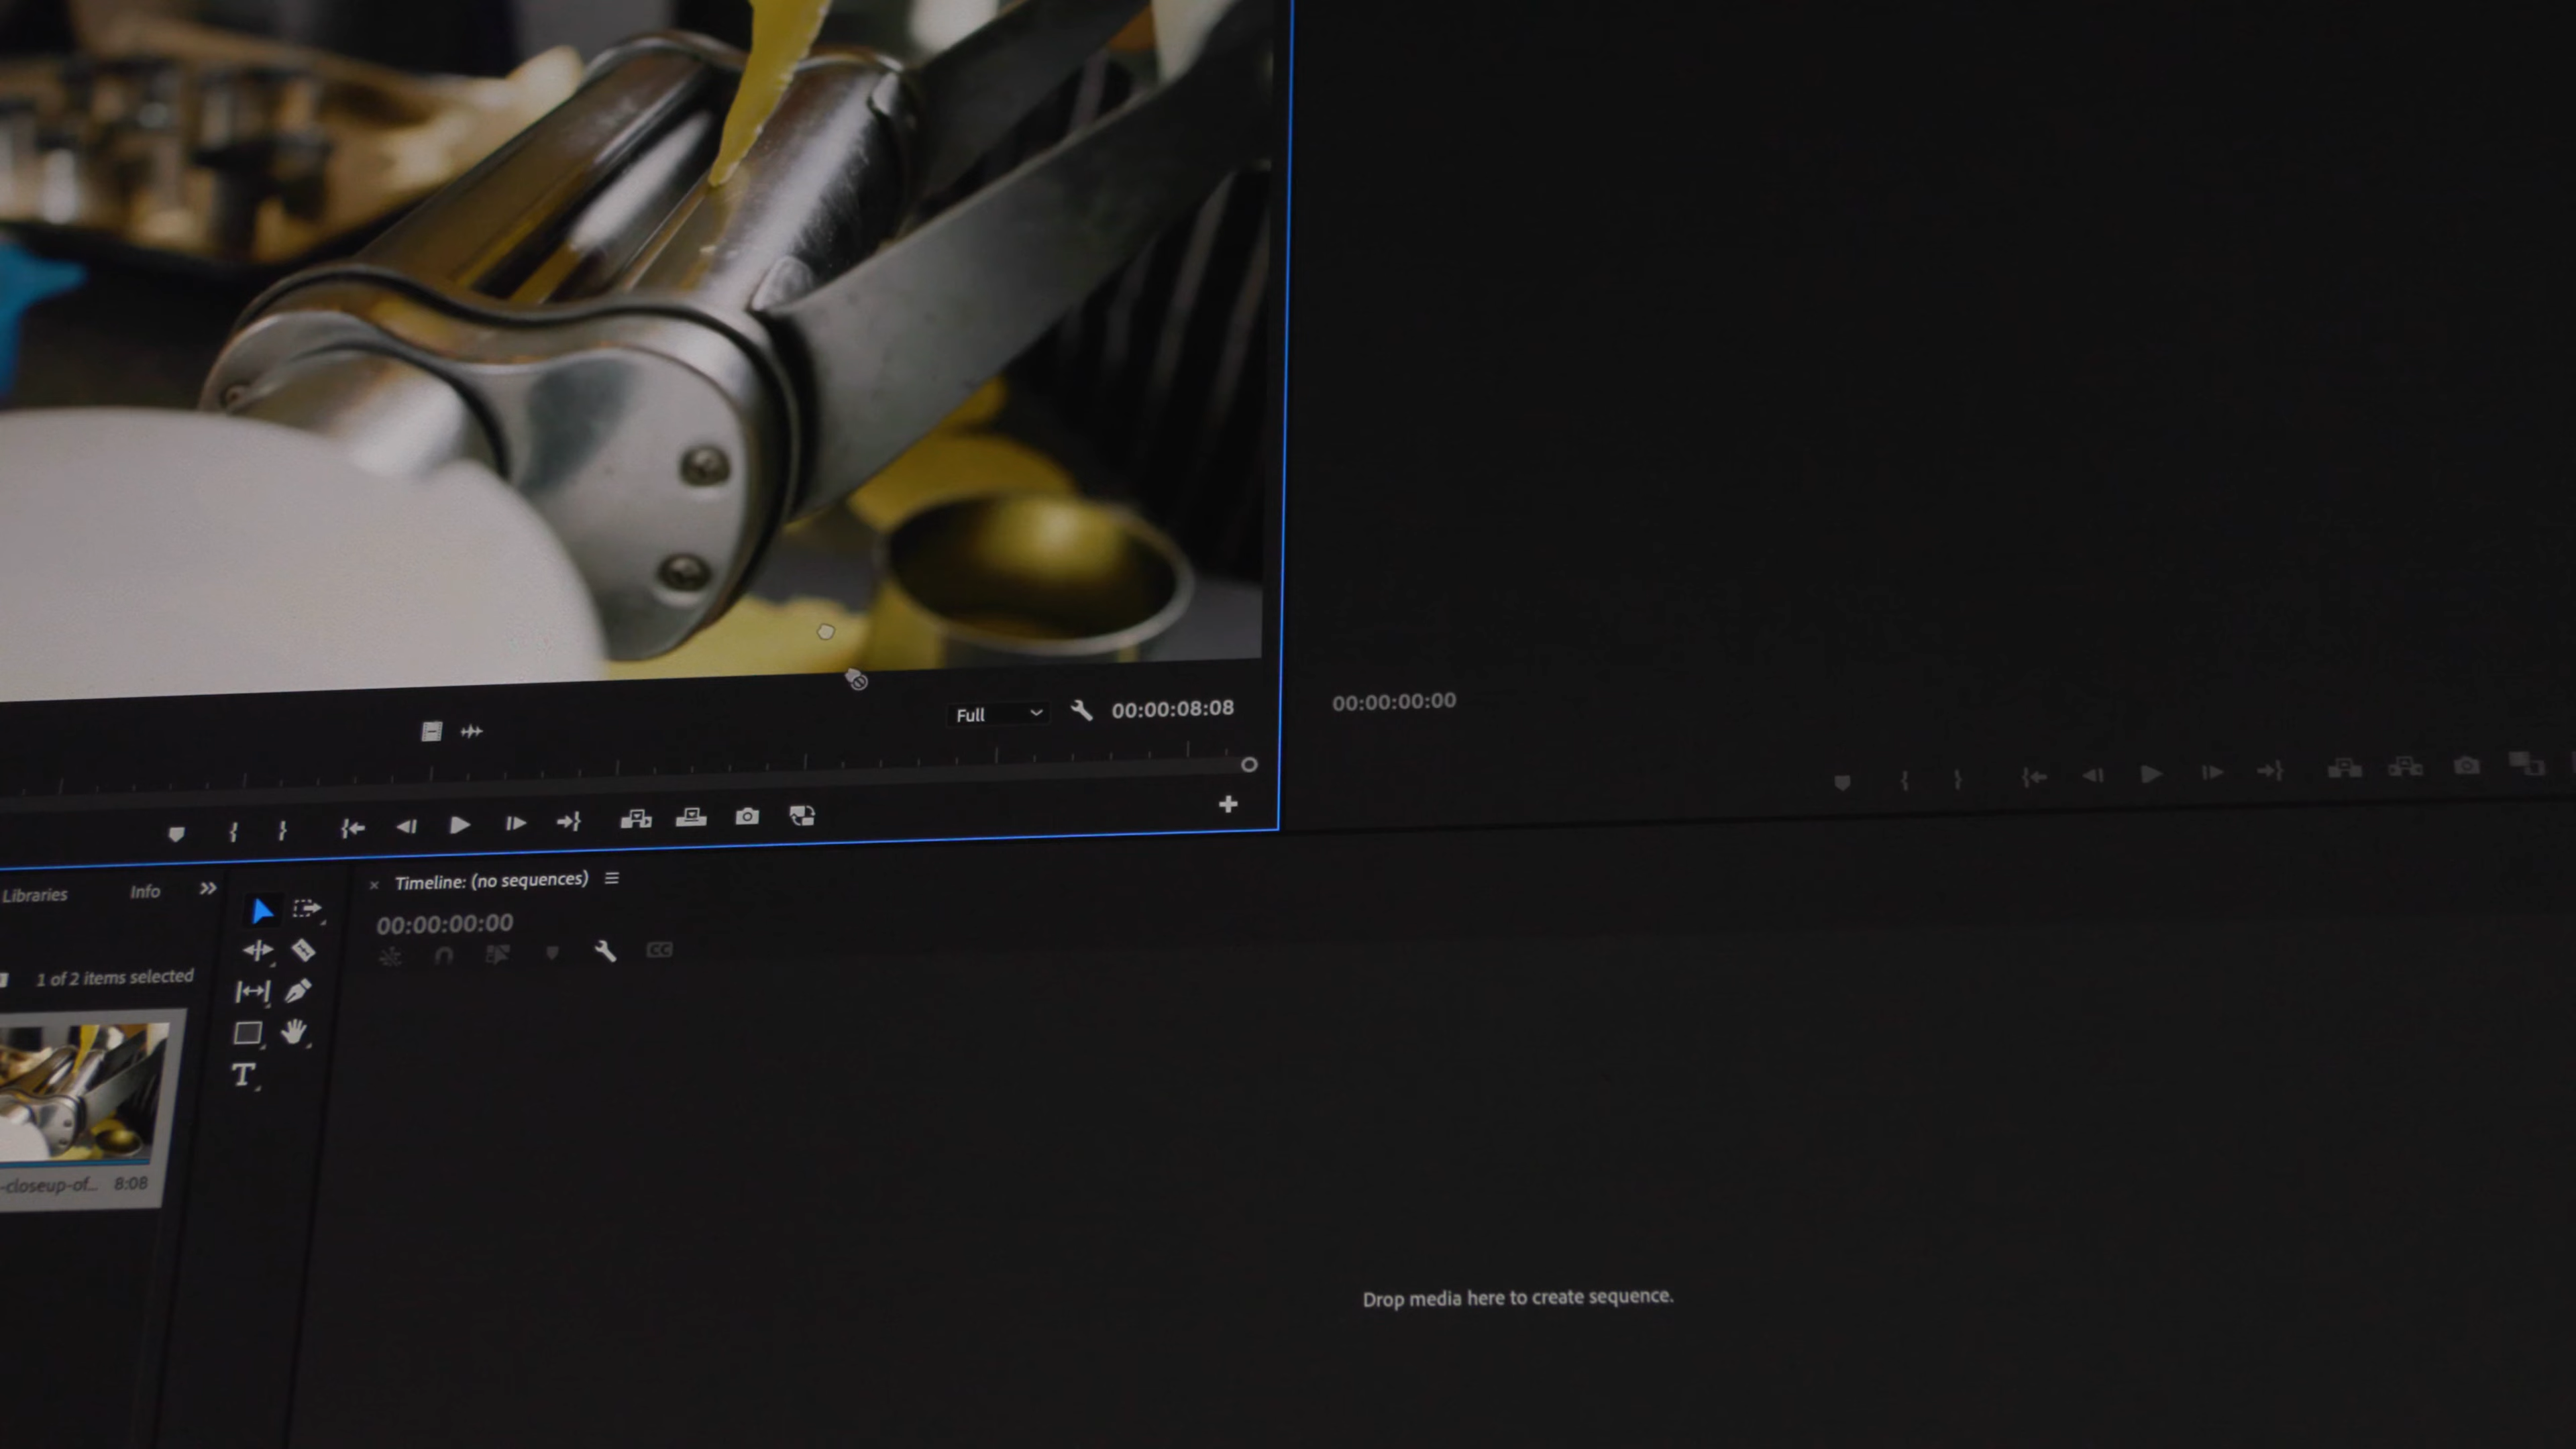 Full
00:00:08:08
00:00:00:00
Libraries
Info
Timeline: (no sequences)
00:00:00:00
CC
1 of 2 items selected
T
-closeup-of...
8:08
Drop media here to create sequence.